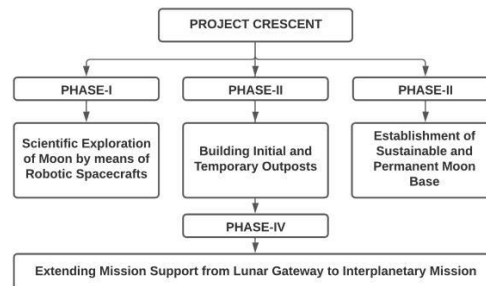 PROJECT CRESCENT
PHASE-I
PHASE-II
PHASE-II
Scientific Exploration
of Moon by means of
Robotic Spacecrafts
Building Initial and
Temporary Outposts
Establishment of
Sustainable and
Permanent Moon
Base
PHASE-IV
Extending Mission Support from Lunar Gateway to Interplanetary Mission